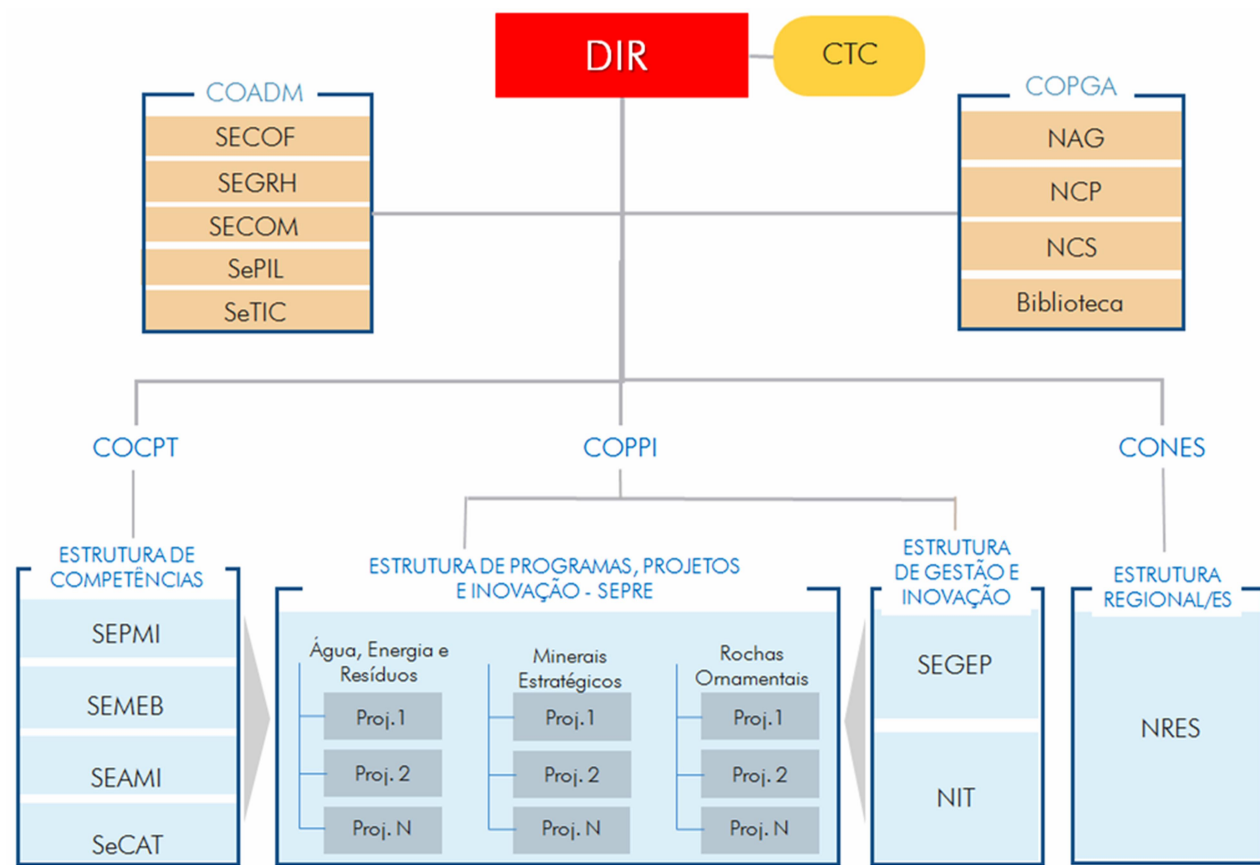 DIR
CTC
COADM
SECOF
SEGRH
SECOM
SePIL
SeTIC
COPGA
NAG
NCP
NCS
Biblioteca
COCPT
COPPI
CONES
ESTRUTURA DE
COMPETÊNCIAS
SEPMI
SEMEB
SEAMI
SeCAT
ESTRUTURA DE PROGRAMAS, PROJETOS
E INOVAÇÃO - SEPRE
Água, Energia e
Resíduos
Proj.1
Proj. 2
Proj. N
Minerais
Estratégicos
Proj.1
Proj. 2
Proj. N
Rochas
Ornamentais
Proj.1
Proj. 2
Proj. N
ESTRUTURA
DE GESTÃO E
INOVAÇÃO
SEGEP
NIT
ESTRUTURA
REGIONAL/ES
NRES